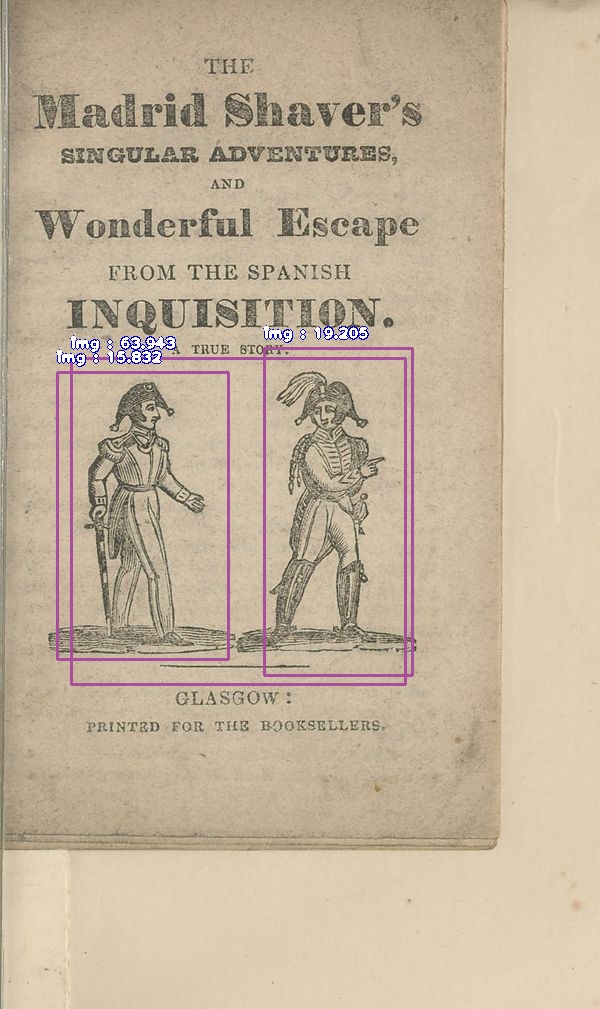 THE
Madrid Shaver's
SINGULAR ADVENTURES,
AND
Wonderful Escape
FROM THE SPANISH
INQUISITION.
img : 19.205
img : 63.943
A TRUE STORY.
img : 15.832
GLASGOW:
PRINTED FOR THE BOOKSELLERS.